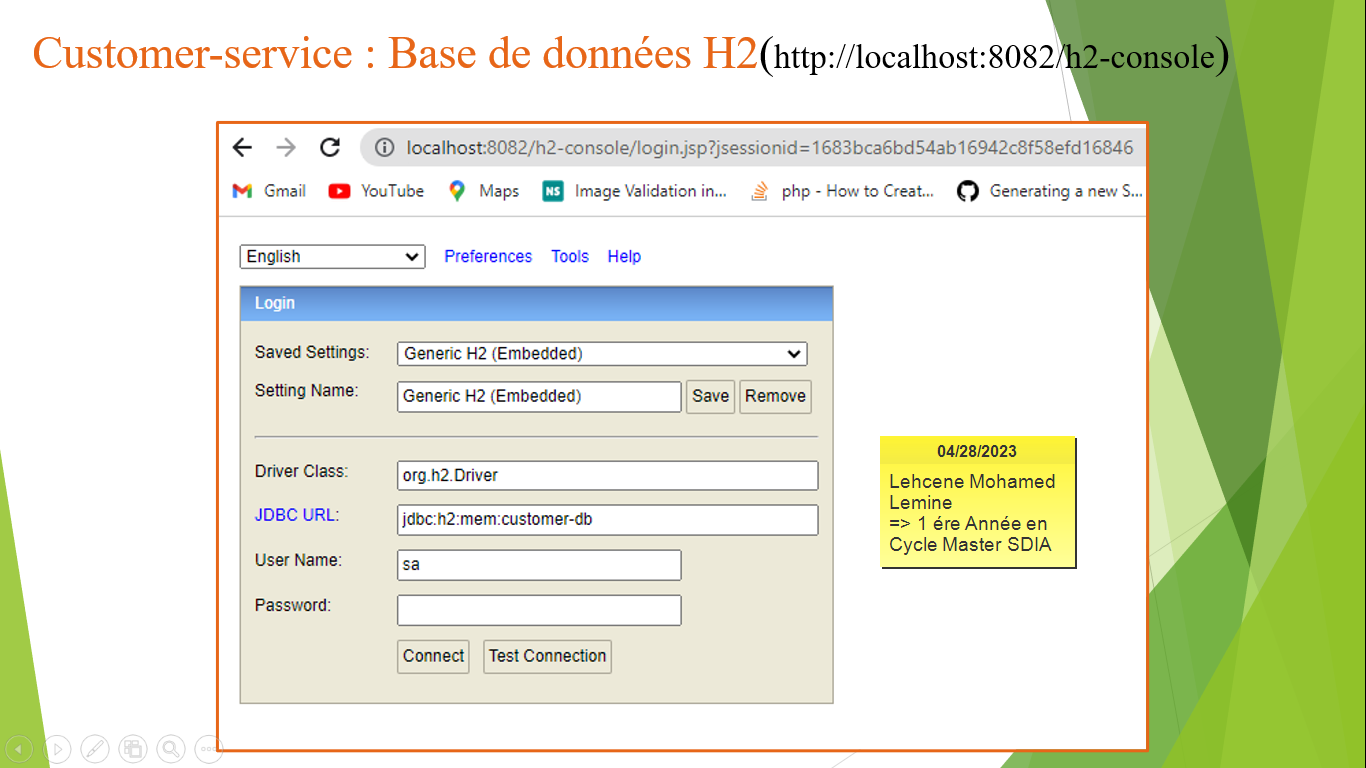 Customer-service : Base de données H2(http://localhost:8082/h2-console)
localhost:8082/h2-console/login.jsp?jsessionid=1683bca6bd54ab16942c8f58efd16846
Gmail YouTube Maps NS Image Validation in... php - How to Creat... Generating a new S...
English Preferences Tools Help
Login
Saved Settings: Generic H2 (Embedded)
Setting Name: Generic H2 (Embedded) Save Remove
Driver Class: org.h2.Driver
JDBC URL: jdbc:h2:mem:customer-db
User Name: sa
Password:
Connect Test Connection
04/28/2023
Lehcene Mohamed
Lemine
=> 1 ére Année en
Cycle Master SDIA